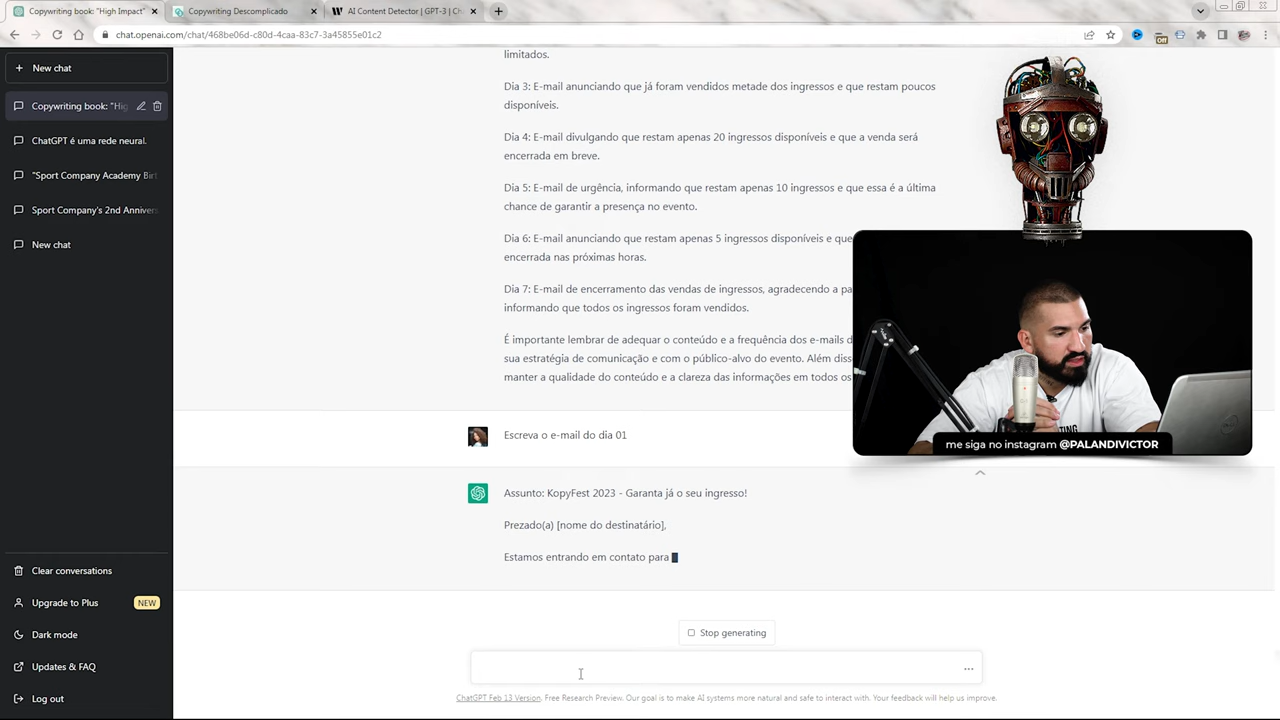 Copywriting book "High Impact"
Copywriting Descomplicado
AI Content Detector | GPT-3 | C
chat.openai.com/chat/468be06d-c80d-4caa-83c7-3a45855e01c2
Off
New chat
Copywriting book: "Hig
ChatGPT é uma rede neural.
"Sport Company Academy Birt
Sport Company's 2nd Annivers
New chat
limitados.
Dia 3: E-mail anunciando que já foram vendidos metade dos ingressos e que restam poucos
disponíveis.
Dia 4: E-mail divulgando que restam apenas 20 ingressos disponíveis e que a venda será
encerrada em breve.
Dia 5: E-mail de urgência, informando que restam apenas 10 ingressos e que essa é a última
chance de garantir a presença no evento.
Dia 6: E-mail anunciando que restam apenas 5 ingressos disponíveis e que
encerrada nas próximas horas.
Dia 7: E-mail de encerramento das vendas de ingressos, agradecendo a pa
informando que todos os ingressos foram vendidos.
É importante lembrar de adequar o conteúdo e a frequência dos e-mails d
sua estratégia de comunicação e com o público-alvo do evento. Além diss
manter a qualidade do conteúdo e a clareza das informações em todos os
me siga no instagram @PALANDIVICTOR
Escreva o e-mail do dia 01
Assunto: KopyFest 2023 - Garanta já o seu ingresso!
Prezado(a) [nome do destinatário],
Estamos entrando em contato para
Clear conversations
Upgrade to Plus NEW
Dark mode
Updates & FAQ
Log out
Stop generating
ChatGPT Feb 13 Version. Free Research Preview. Our goal is to make AI systems more natural and safe to interact with. Your feedback will help us improve.